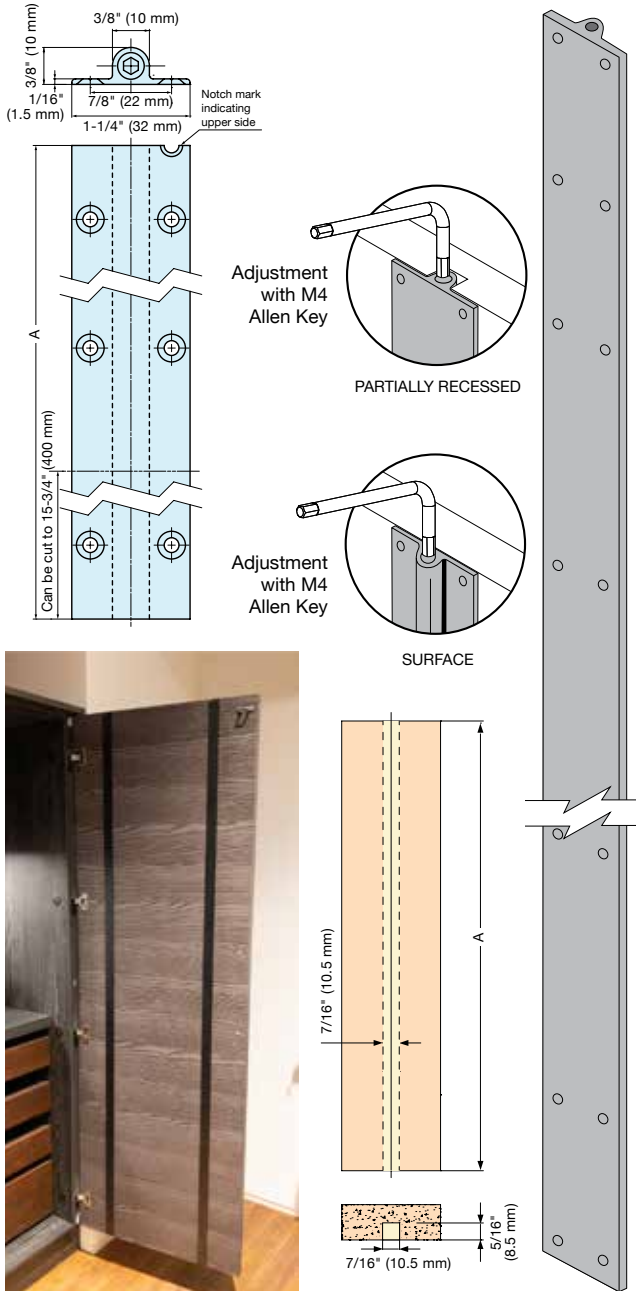 3/8" (10 mm)
3/8" (10 mm)
1/16"
(1.5 mm)
7/8" (22 mm)
1-1/4" (32 mm)
Notch mark
indicating
upper side
A
Can be cut to 15-3/4" (400 mm)
Adjustment
with M4
Allen Key
PARTIALLY RECESSED
Adjustment
with M4
Allen Key
SURFACE
7/16" (10.5 mm)
A
5/16"
(8.5 mm)
7/16" (10.5 mm)